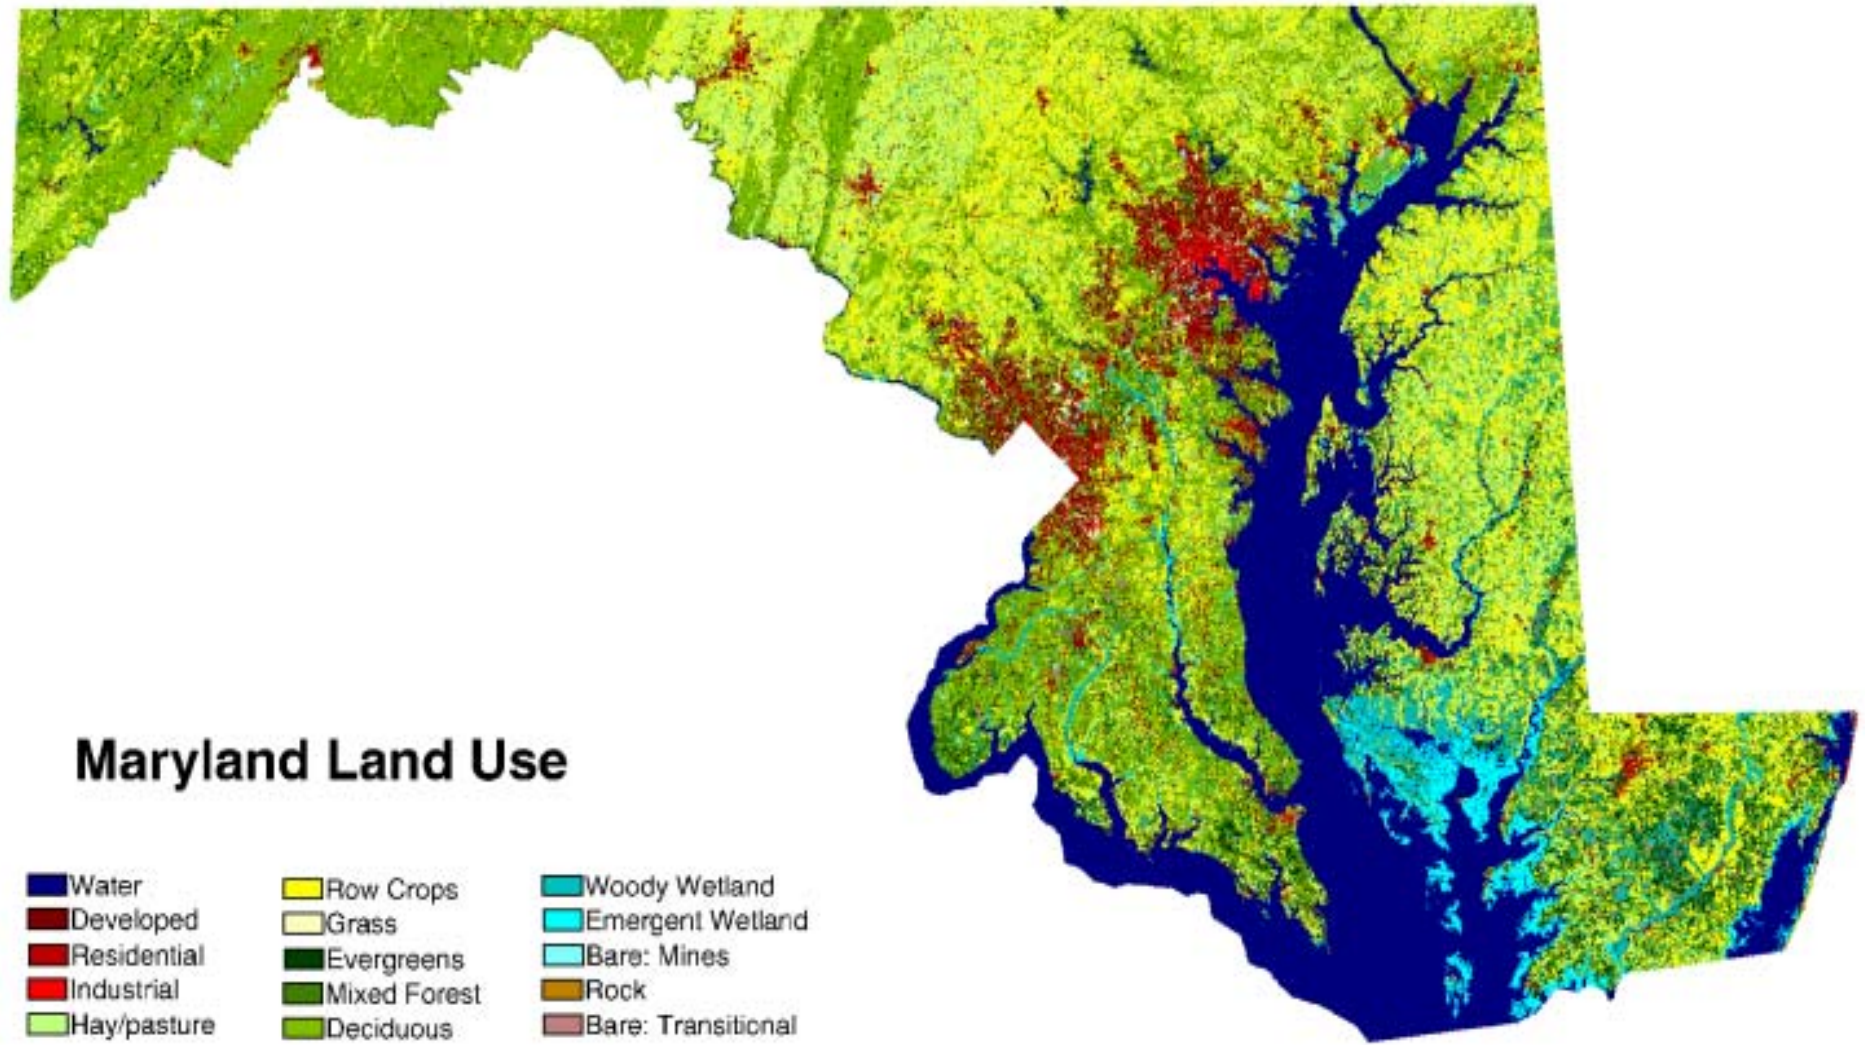 Maryland Land Use
Water
Developed
Residential
Industrial
Hay/pasture
Row Crops
Grass
Evergreens
Mixed Forest
Deciduous
Woody Wetland
Emergent Wetland
Bare: Mines
Rock
Bare: Transitional